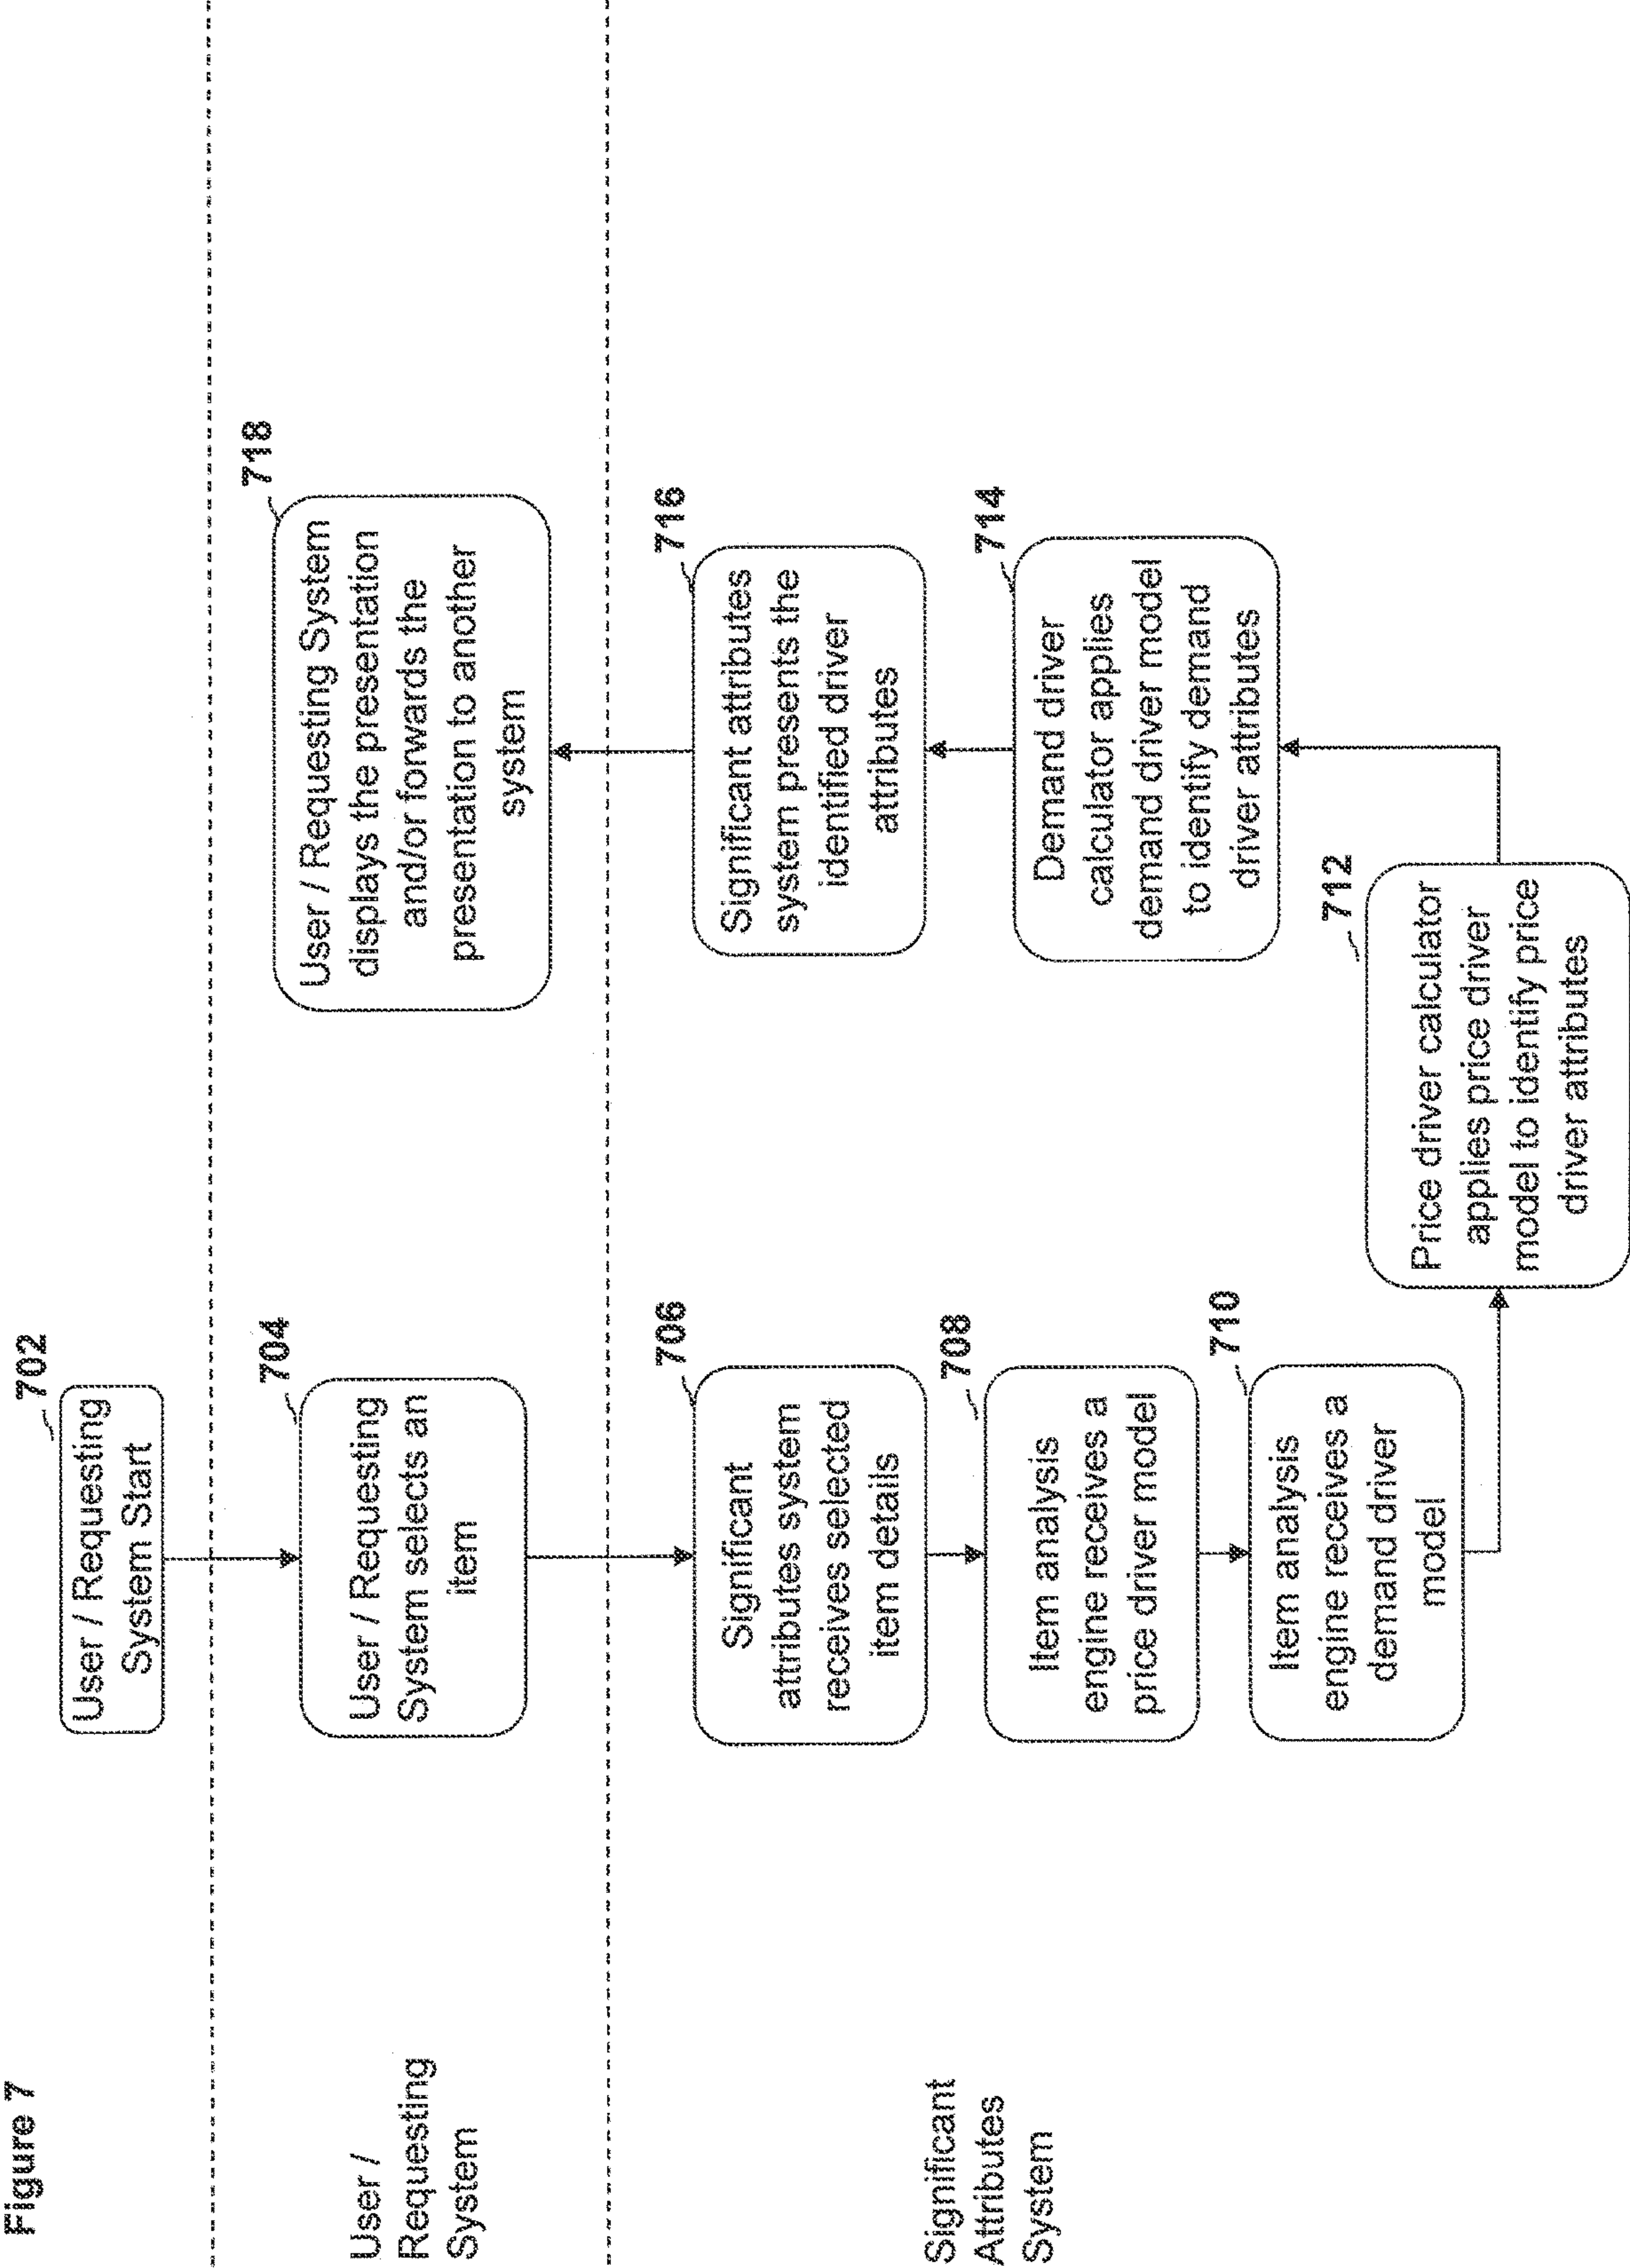 Figure 7
702
User / Requesting
System Start
User /
Requesting
System
704
User / Requesting
System selects an
item
718
User / Requesting System
displays the presentation
and/or forwards the
presentation to another
system
Significant
Attributes
System
706
Significant
attributes system
receives selected
item details
708
Item analysis
engine receives a
price driver model
710
Item analysis
engine receives a
demand driver
model
712
Price driver calculator
applies price driver
model to identify price
driver attributes
714
Demand driver
calculator applies
demand driver model
to identify demand
driver attributes
716
Significant attributes
system presents the
identified driver
attributes